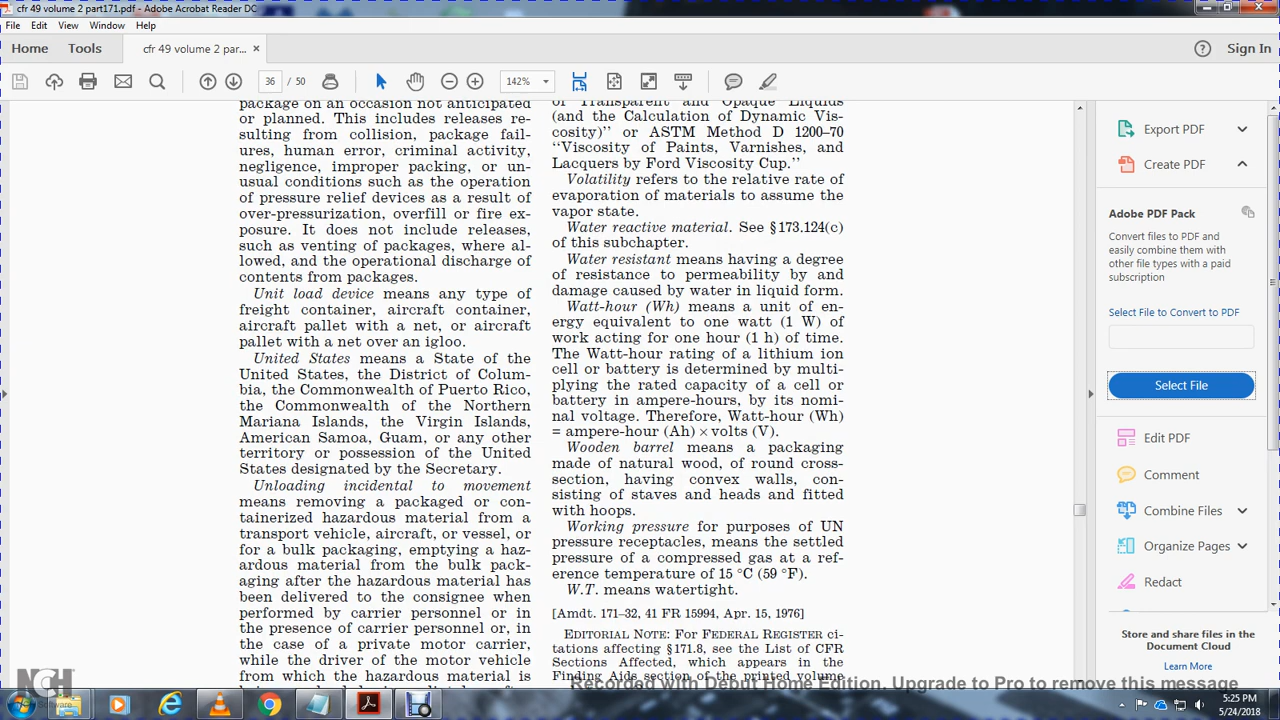 cfr 49 volume 2 part171.pdf - Adobe Acrobat Reader DC
File Edit View Window Help
Home Tools cfr 49 volume 2 par... × Sign In
36 / 50 142%
package on an occasion not anticipated
or planned. This includes releases re-
sulting from collision, package fail-
ures, human error, criminal activity,
negligence, improper packing, or un-
usual conditions such as the operation
of pressure relief devices as a result of
over-pressurization, overfill or fire ex-
posure. It does not include releases,
such as venting of packages, where al-
lowed, and the operational discharge of
contents from packages.
Unit load device means any type of
freight container, aircraft container,
aircraft pallet with a net, or aircraft
pallet with a net over an igloo.
United States means a State of the
United States, the District of Colum-
bia, the Commonwealth of Puerto Rico,
the Commonwealth of the Northern
Mariana Islands, the Virgin Islands,
American Samoa, Guam, or any other
territory or possession of the United
States designated by the Secretary.
Unloading incidental to movement
means removing a packaged or con-
tainerized hazardous material from a
transport vehicle, aircraft, or vessel, or
for a bulk packaging, emptying a haz-
ardous material from the bulk pack-
aging after the hazardous material has
been delivered to the consignee when
performed by carrier personnel or in
the presence of carrier personnel or, in
the case of a private motor carrier,
while the driver of the motor vehicle
from which the hazardous material is
of Transparent and Opaque Liquids
(and the Calculation of Dynamic Vis-
cosity)’’ or ASTM Method D 1200–70
‘‘Viscosity of Paints, Varnishes, and
Lacquers by Ford Viscosity Cup.’’
Volatility refers to the relative rate of
evaporation of materials to assume the
vapor state.
Water reactive material. See §173.124(c)
of this subchapter.
Water resistant means having a degree
of resistance to permeability by and
damage caused by water in liquid form.
Watt-hour (Wh) means a unit of en-
ergy equivalent to one watt (1 W) of
work acting for one hour (1 h) of time.
The Watt-hour rating of a lithium ion
cell or battery is determined by multi-
plying the rated capacity of a cell or
battery in ampere-hours, by its nomi-
nal voltage. Therefore, Watt-hour (Wh)
= ampere-hour (Ah) × volts (V).
Wooden barrel means a packaging
made of natural wood, of round cross-
section, having convex walls, con-
sisting of staves and heads and fitted
with hoops.
Working pressure for purposes of UN
pressure receptacles, means the settled
pressure of a compressed gas at a ref-
erence temperature of 15 °C (59 °F).
W.T. means watertight.
[Amdt. 171–32, 41 FR 15994, Apr. 15, 1976]
EDITORIAL NOTE: For FEDERAL REGISTER ci-
tations affecting §171.8, see the List of CFR
Sections Affected, which appears in the
Finding Aids section of the printed volume
Export PDF
Create PDF
Adobe PDF Pack
Convert files to PDF and
easily combine them with
other file types with a paid
subscription
Select File to Convert to PDF
Select File
Edit PDF
Comment
Combine Files
Organize Pages
Redact
Store and share files in the
Document Cloud
Learn More
Recorded with Debut Home Edition. Upgrade to Pro to remove this message
NCH
Software
5:25 PM
5/24/2018